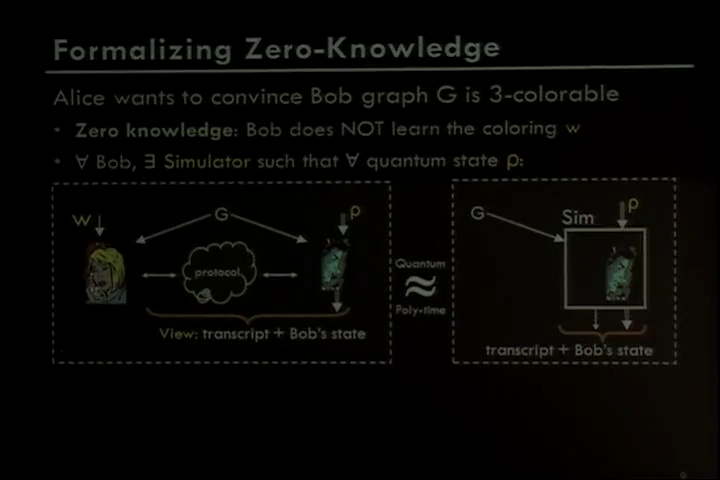 Formalizing Zero-Knowledge
Alice wants to convince Bob graph G is 3-colorable
• Zero knowledge: Bob does NOT learn the coloring w
• ∀ Bob, ∃ Simulator such that ∀ quantum state ρ:
w
G
ρ
protocol
View: transcript + Bob's state
Quantum
≈
Poly-time
G
Sim
ρ
transcript + Bob's state